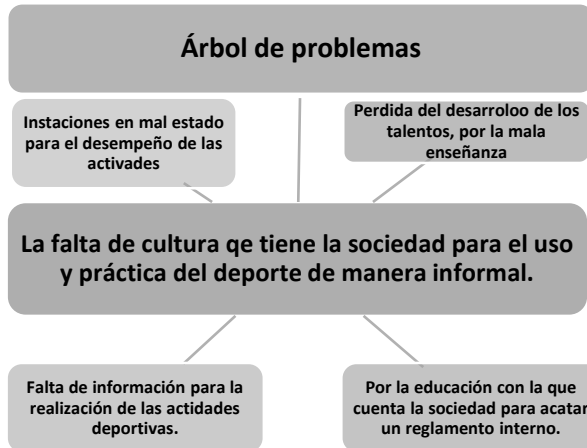 Árbol de problemas
Instaciones en mal estado
para el desempeño de las
activades
Perdida del desarroloo de los
talentos, por la mala
enseñanza
La falta de cultura qe tiene la sociedad para el uso
y práctica del deporte de manera informal.
Falta de información para la
realización de las actidades
deportivas.
Por la educación con la que
cuenta la sociedad para acatar
un reglamento interno.